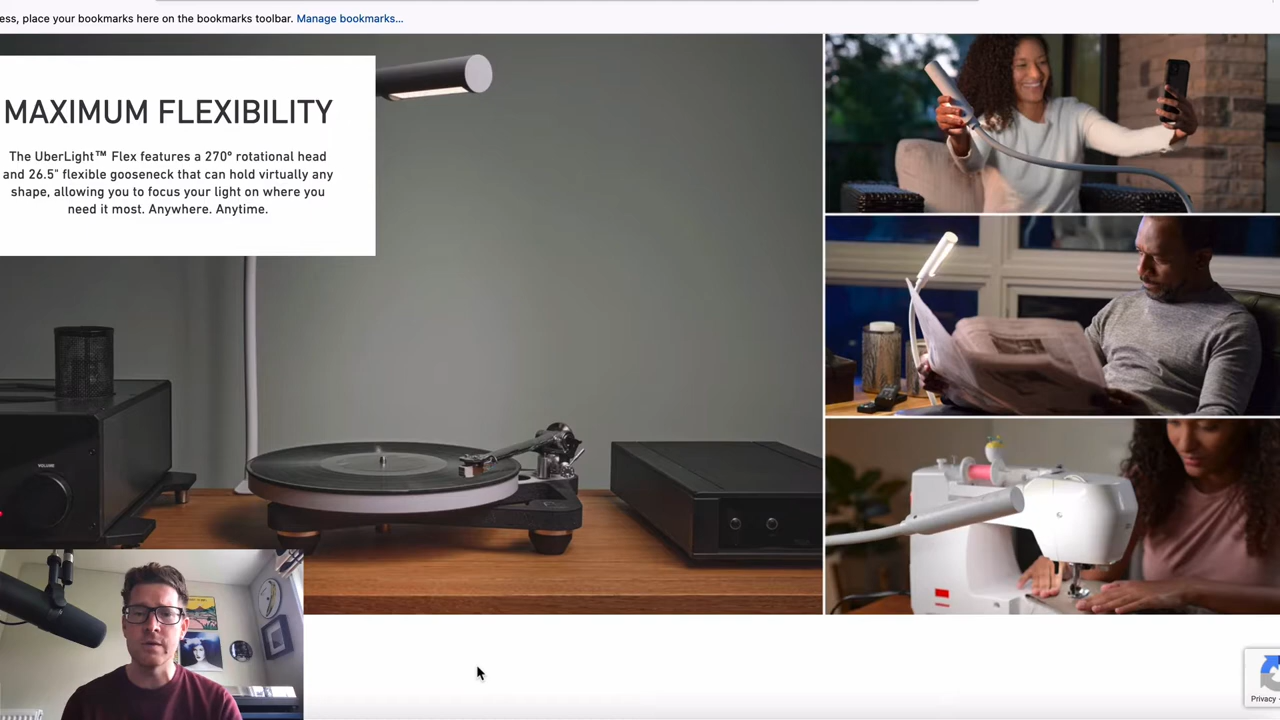 ess, place your bookmarks here on the bookmarks toolbar. Manage bookmarks...
MAXIMUM FLEXIBILITY
The UberLight™ Flex features a 270° rotational head
and 26.5" flexible gooseneck that can hold virtually any
shape, allowing you to focus your light on where you
need it most. Anywhere. Anytime.
VOLUME
Privacy -